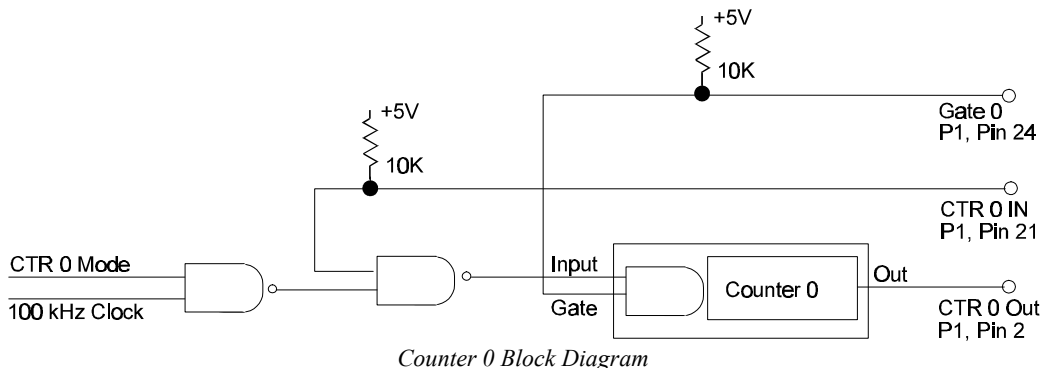 +5V
10K
Gate 0
P1, Pin 24
+5V
10K
CTR 0 IN
P1, Pin 21
CTR 0 Mode
100 kHz Clock
Input
Gate
Counter 0
Out
CTR 0 Out
P1, Pin 2
Counter 0 Block Diagram